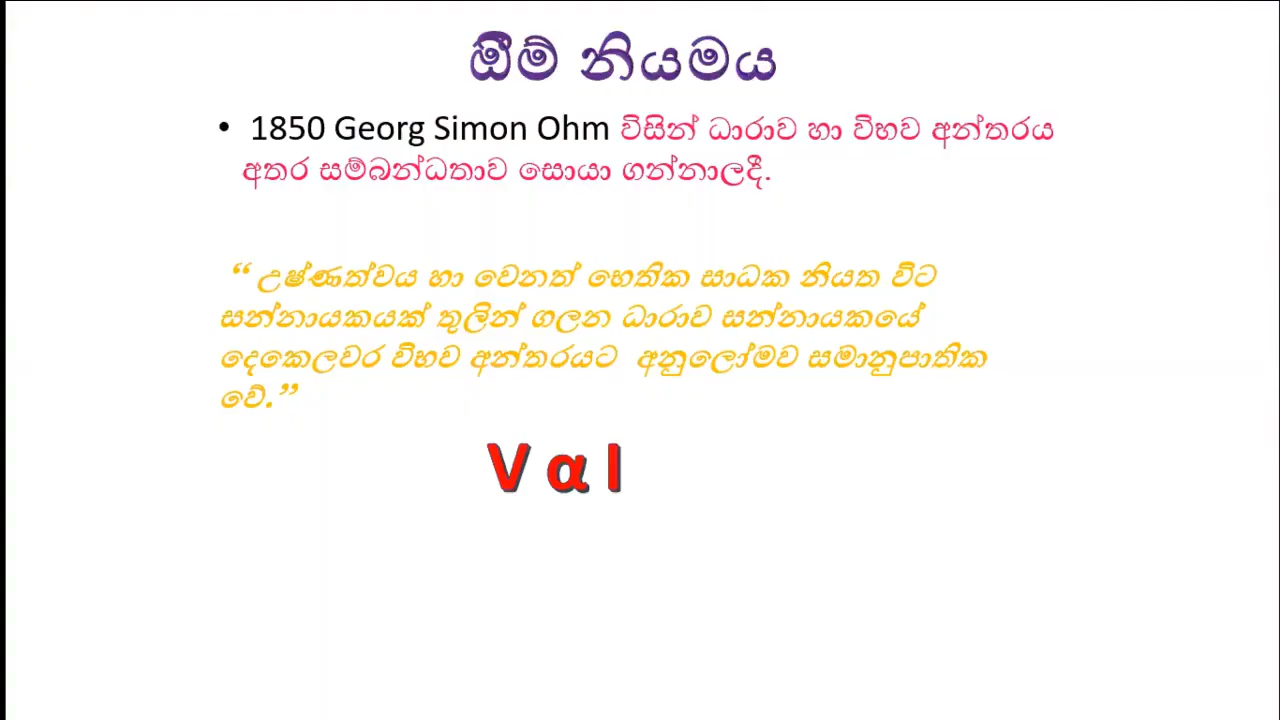 ඕම් නියමය
• 1850 Georg Simon Ohm විසින් ධාරාව හා විභව අන්තරය
අතර සම්බන්ධතාව සොයා ගන්නාලදී.
“ උෂ්ණත්වය හා වෙනත් භෙතික සාධක නියත විට
සන්නායකයක් තුලින් ගලන ධාරාව සන්නායකයේ
දෙකෙලවර විභව අන්තරයට අනුලෝමව සමානුපාතික
වේ.”
V α I